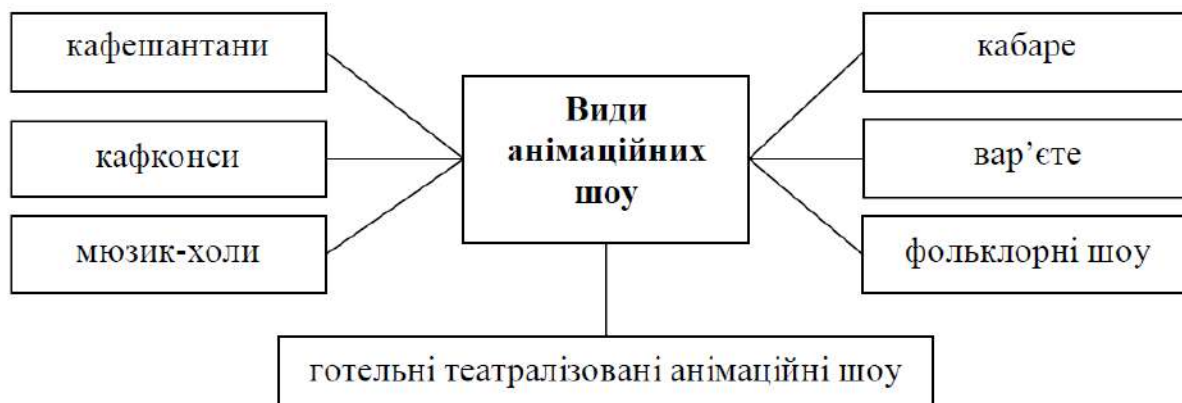 кафешантани
кафконси
мюзик-холи
Види
анімаційних
шоу
кабаре
вар’єте
фольклорні шоу
готельні театралізовані анімаційні шоу